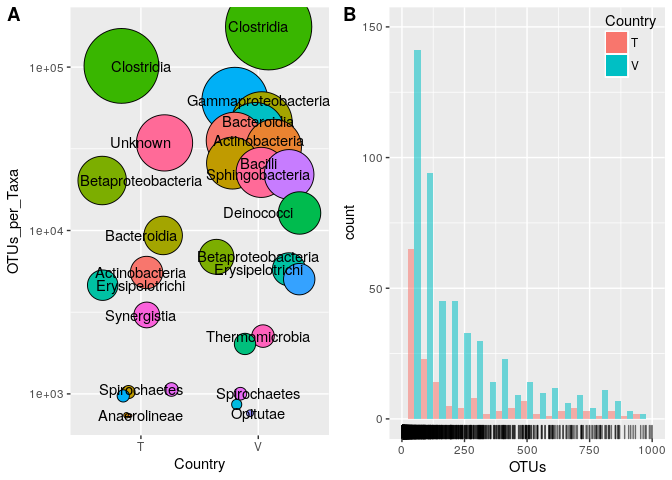 A
Clostridia
Clostridia
Gammaproteobacteria
Bacteroidia
Unknown
Actinobacteria
Bacilli
Sphingobacteria
Betaproteobacteria
Deinococci
Bacteroidia
Betaproteobacteria
Erysipelotrichi
Actinobacteria
Erysipelotrichi
Synergistia
Thermomicrobia
Spirochaetes
Spirochaetes
Anaerolineae
Opitutae
1e+05
1e+04
1e+03
OTUs_per_Taxa
T
V
Country
B
Country
T
V
150
100
50
0
count
0
250
500
750
1000
OTUs